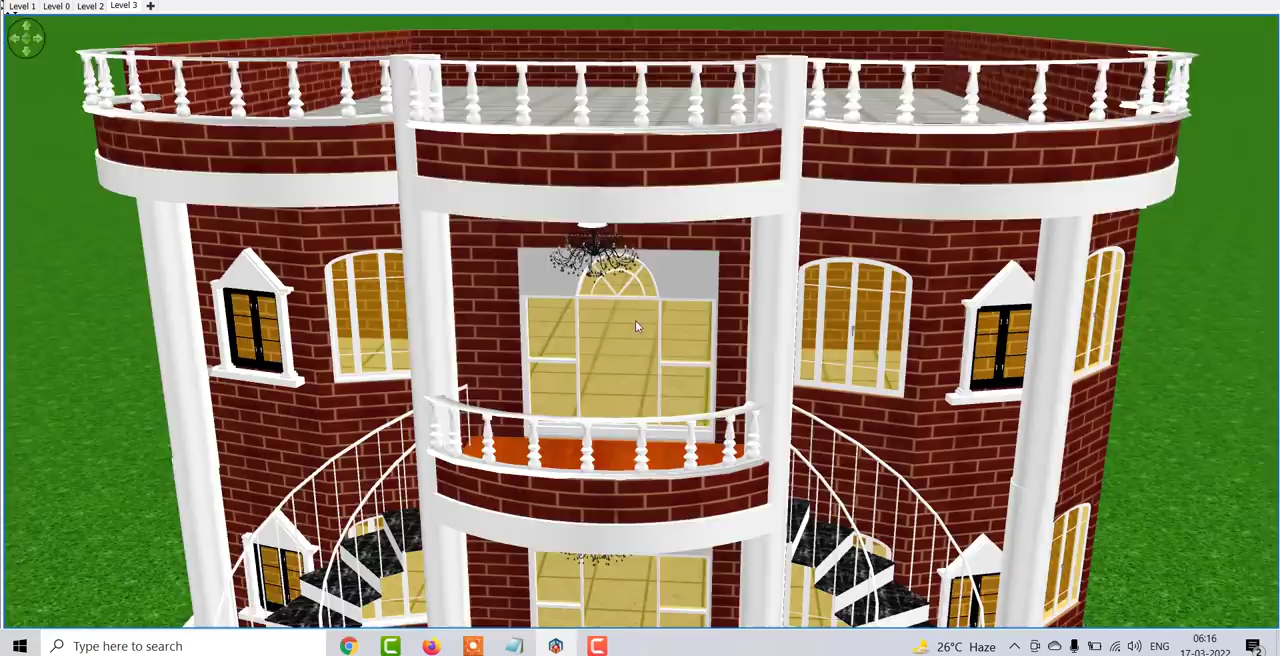 Level 1 Level 0 Level 2 Level 3
Type here to search
26°C Haze
ENG
06:16
17-03-2022
2